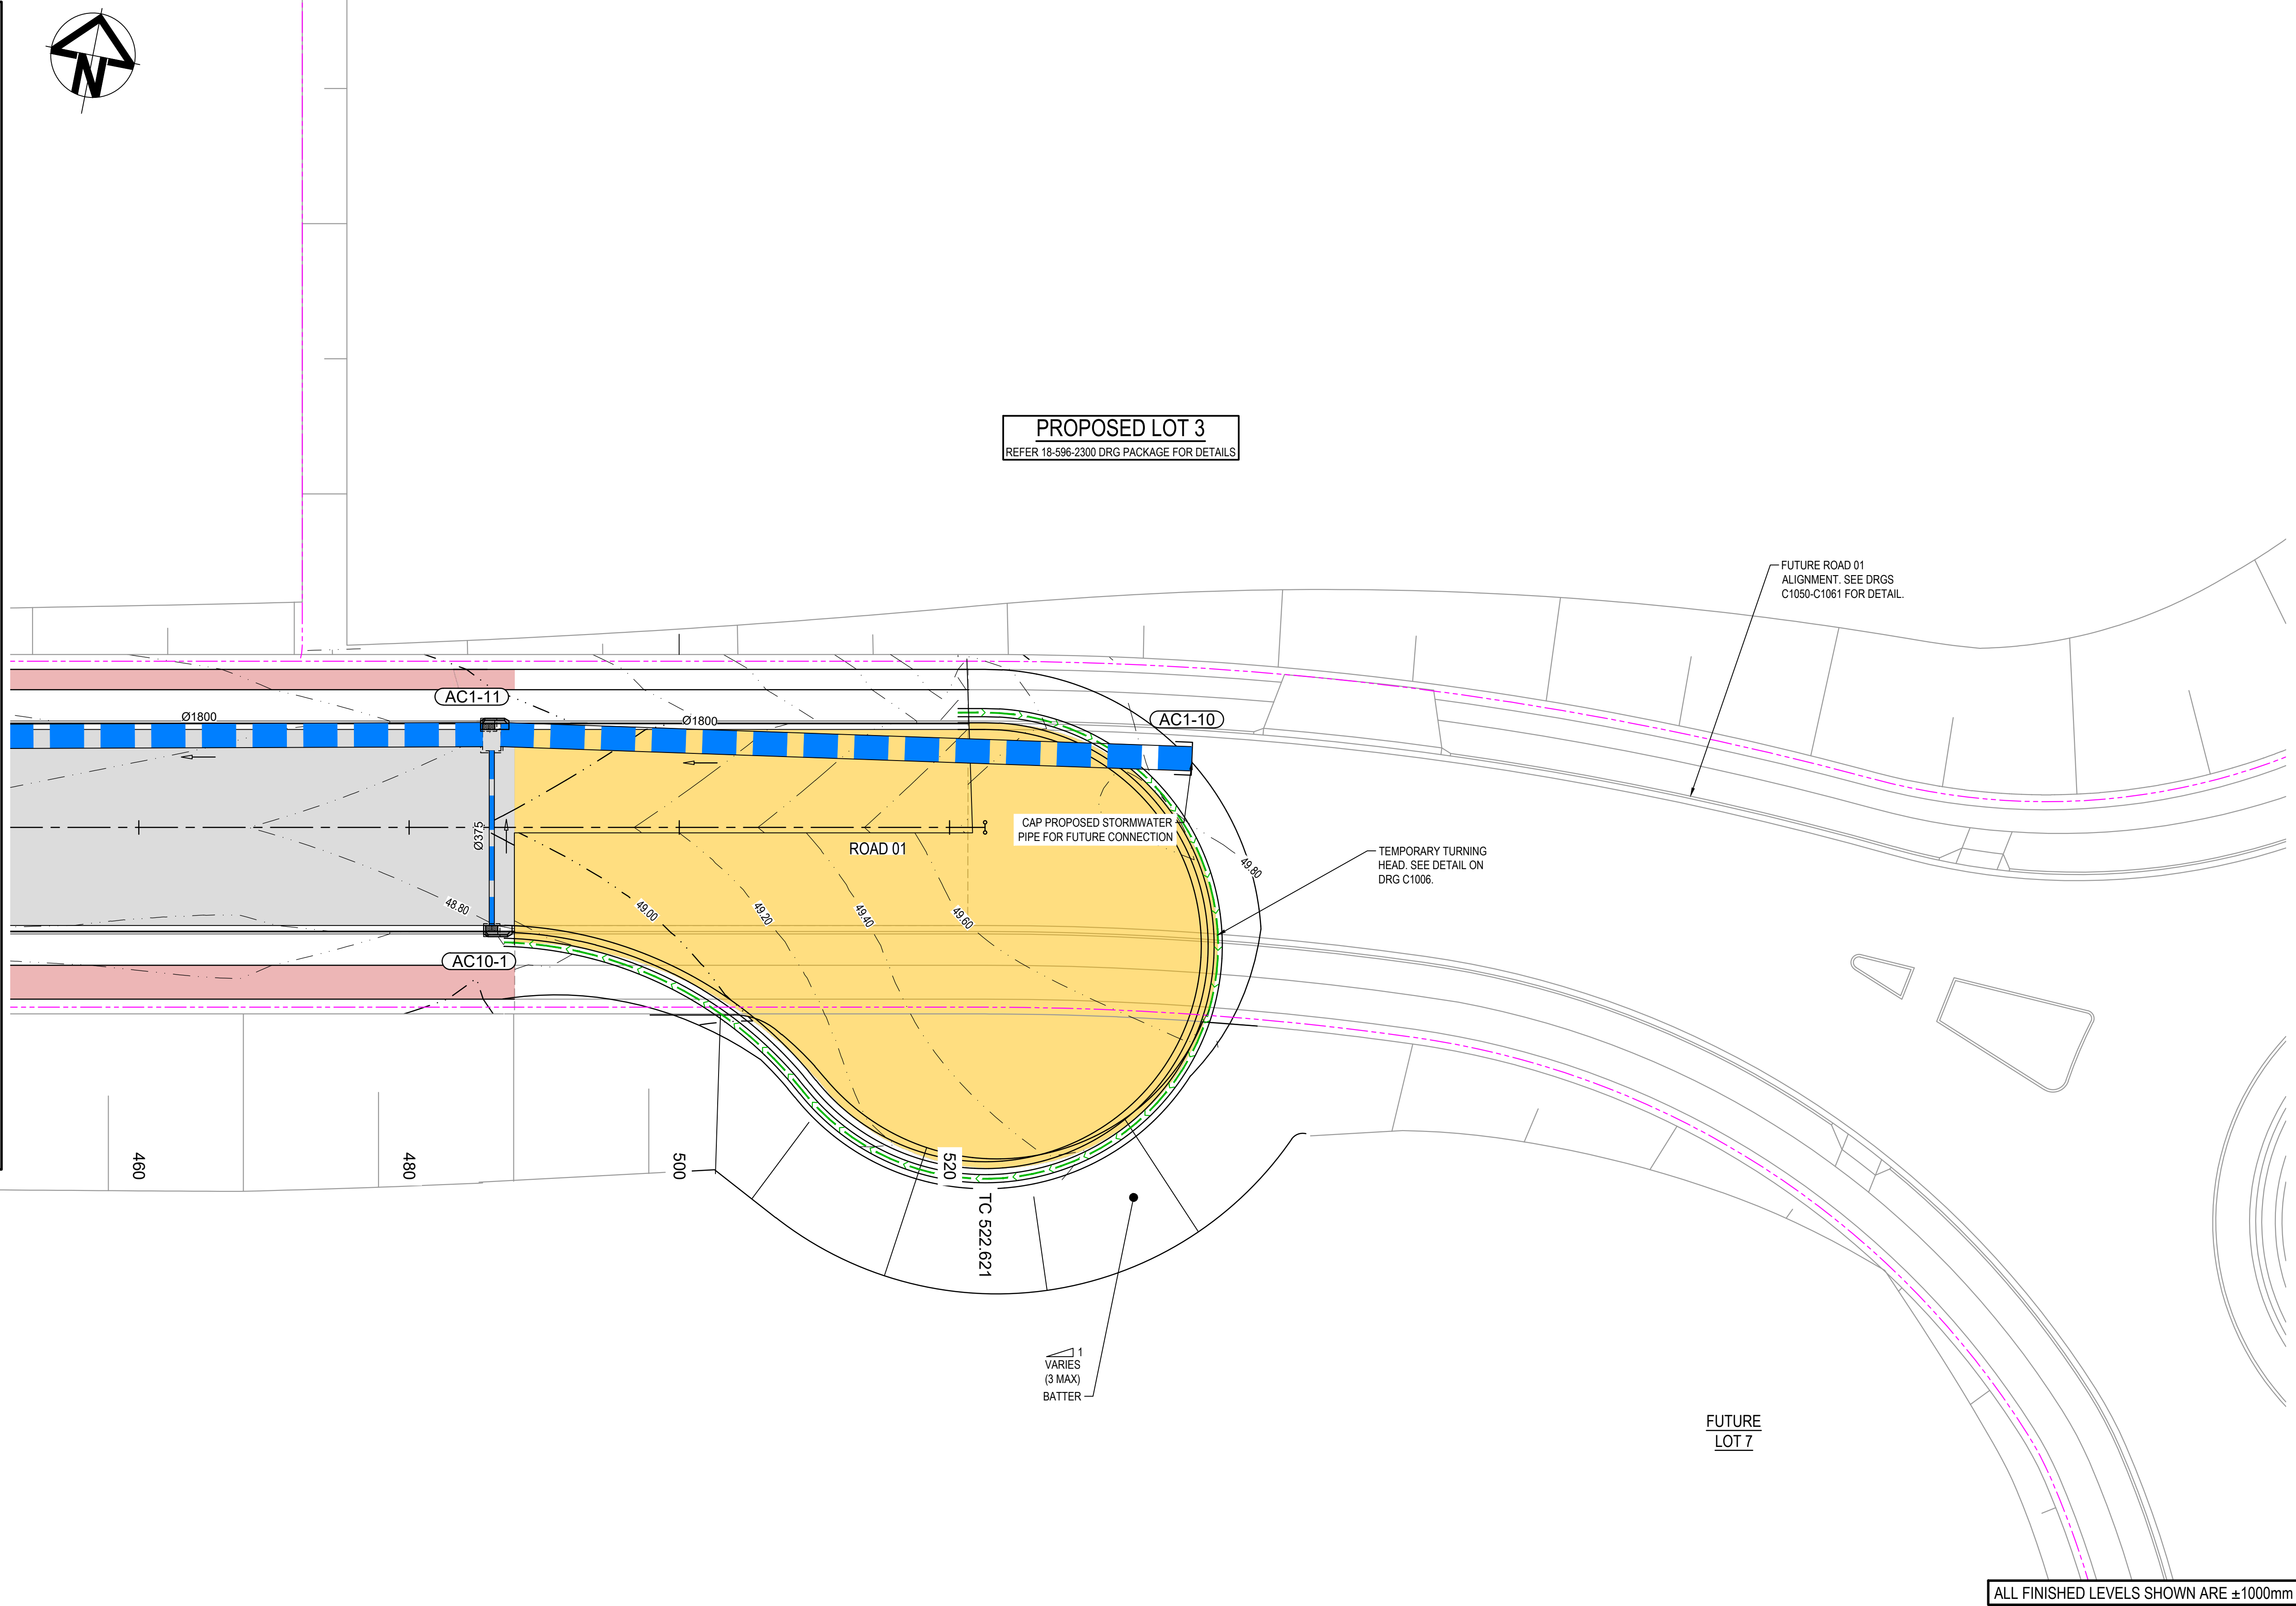 N
PROPOSED LOT 3
REFER 18-596-2300 DRG PACKAGE FOR DETAILS
FUTURE ROAD 01
ALIGNMENT. SEE DRGS
C1050-C1061 FOR DETAIL.
AC1-11
AC1-10
Ø1800
Ø1800
Ø375
CAP PROPOSED STORMWATER
PIPE FOR FUTURE CONNECTION
ROAD 01
TEMPORARY TURNING
HEAD. SEE DETAIL ON
DRG C1006.
48.80
49.00
49.20
49.40
49.60
49.80
AC10-1
460
480
500
520
TC 522.621
1
VARIES
(3 MAX)
BATTER
FUTURE
LOT 7
ALL FINISHED LEVELS SHOWN ARE ±1000mm